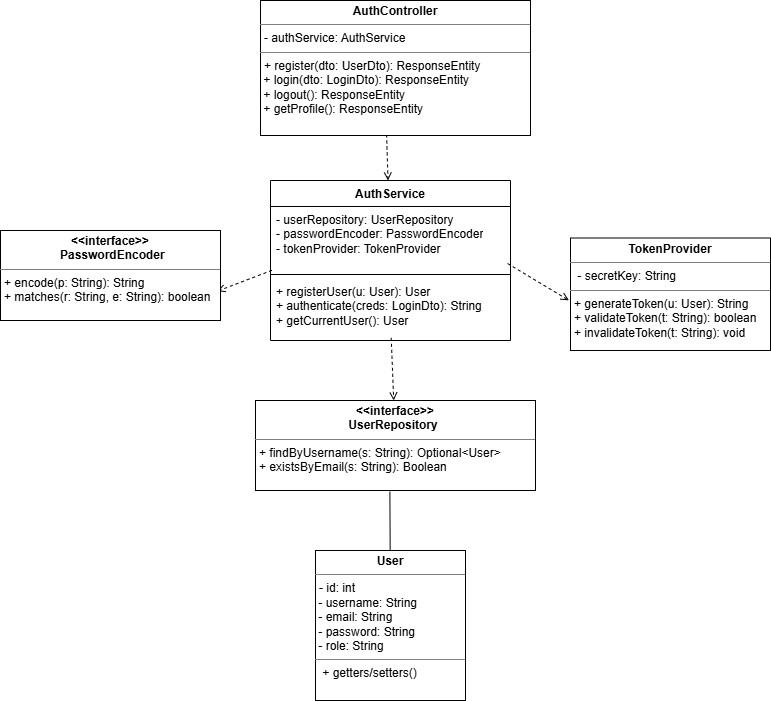 AuthController
- authService: AuthService
+ register(dto: UserDto): ResponseEntity
+ login(dto: LoginDto): ResponseEntity
+ logout(): ResponseEntity
+ getProfile(): ResponseEntity
AuthService
- userRepository: UserRepository
- passwordEncoder: PasswordEncoder
- tokenProvider: TokenProvider
+ registerUser(u: User): User
+ authenticate(creds: LoginDto): String
+ getCurrentUser(): User
<<interface>>
PasswordEncoder
+ encode(p: String): String
+ matches(r: String, e: String): boolean
TokenProvider
- secretKey: String
+ generateToken(u: User): String
+ validateToken(t: String): boolean
+ invalidateToken(t: String): void
<<interface>>
UserRepository
+ findByUsername(s: String): Optional<User>
+ existsByEmail(s: String): Boolean
User
- id: int
- username: String
- email: String
- password: String
- role: String
+ getters/setters()